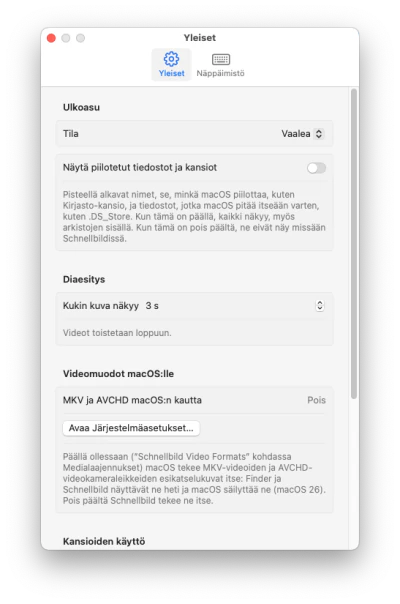 Yleiset
Yleiset
Näppäimistö
Ulkoasu
Tila
Vaalea
Näytä piilotetut tiedostot ja kansiot
Pisteellä alkavat nimet, se, minkä macOS piilottaa, kuten
Kirjasto-kansio, ja tiedostot, jotka macOS pitää itseään varten,
kuten .DS_Store. Kun tämä on päällä, kaikki näkyy, myös
arkistojen sisällä. Kun tämä on pois päältä, ne eivät näy missään
Schnellbildissä.
Diaesitys
Kukin kuva näkyy 3 s
Videot toistetaan loppuun.
Videomuodot macOS:lle
MKV ja AVCHD macOS:n kautta
Pois
Avaa Järjestelmäasetukset...
Päällä ollessaan ("Schnellbild Video Formats" kohdassa
Medialaajennukset) macOS tekee MKV-videoiden ja AVCHD-
videokameraleikkeiden esikatselukuvat itse: Finder ja
Schnellbild näyttävät ne heti ja macOS säilyttää ne (macOS 26).
Pois päältä Schnellbild tekee ne itse.
Kansioiden käyttö